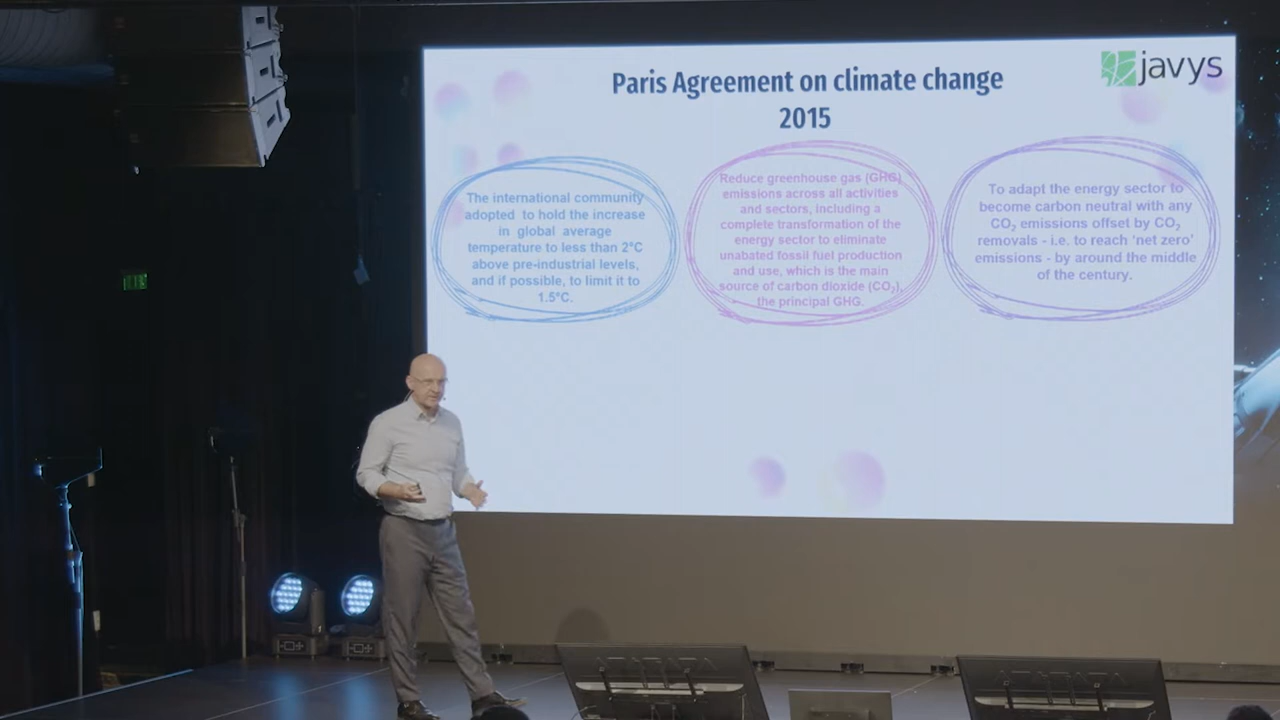 Paris Agreement on climate change
2015
javys
The international community
adopted to hold the increase
in global average
temperature to less than 2°C
above pre-industrial levels,
and if possible, to limit it to
1.5°C.
Reduce greenhouse gas (GHG)
emissions across all activities
and sectors, including a
complete transformation of the
energy sector to eliminate
unabated fossil fuel production
and use, which is the main
source of carbon dioxide (CO₂),
the principal GHG.
To adapt the energy sector to
become carbon neutral with any
CO₂ emissions offset by CO₂
removals - i.e. to reach 'net zero'
emissions - by around the middle
of the century.